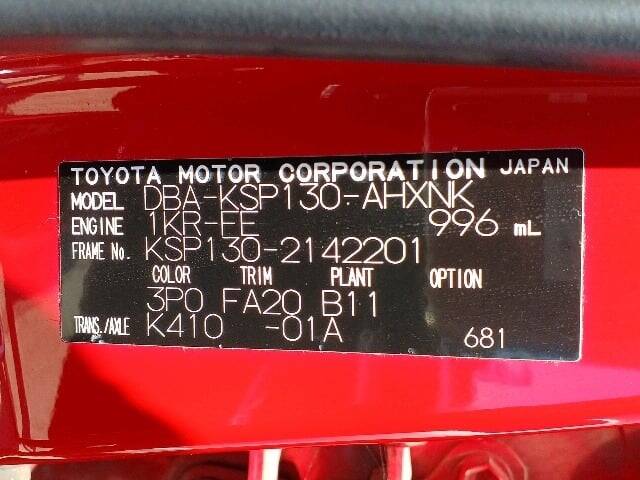 TOYOTA MOTOR CORPORATION JAPAN
MODEL DBA-KSP130-AHXNK
ENGINE 1KR-FE 996 mL
FRAME No. KSP130-2142201
COLOR TRIM PLANT OPTION
3P0 FA20 B11
TRANS./AXLE K410 -01A 681